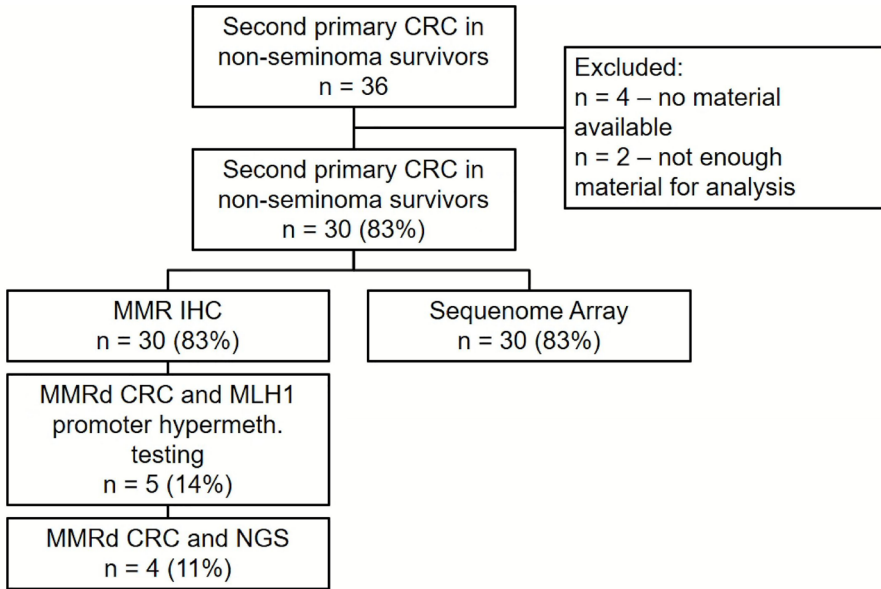 Second primary CRC in
non-seminoma survivors
n = 36
Excluded:
n = 4 – no material
available
n = 2 – not enough
material for analysis
Second primary CRC in
non-seminoma survivors
n = 30 (83%)
MMR IHC
n = 30 (83%)
Sequenome Array
n = 30 (83%)
MMRd CRC and MLH1
promoter hypermeth.
testing
n = 5 (14%)
MMRd CRC and NGS
n = 4 (11%)